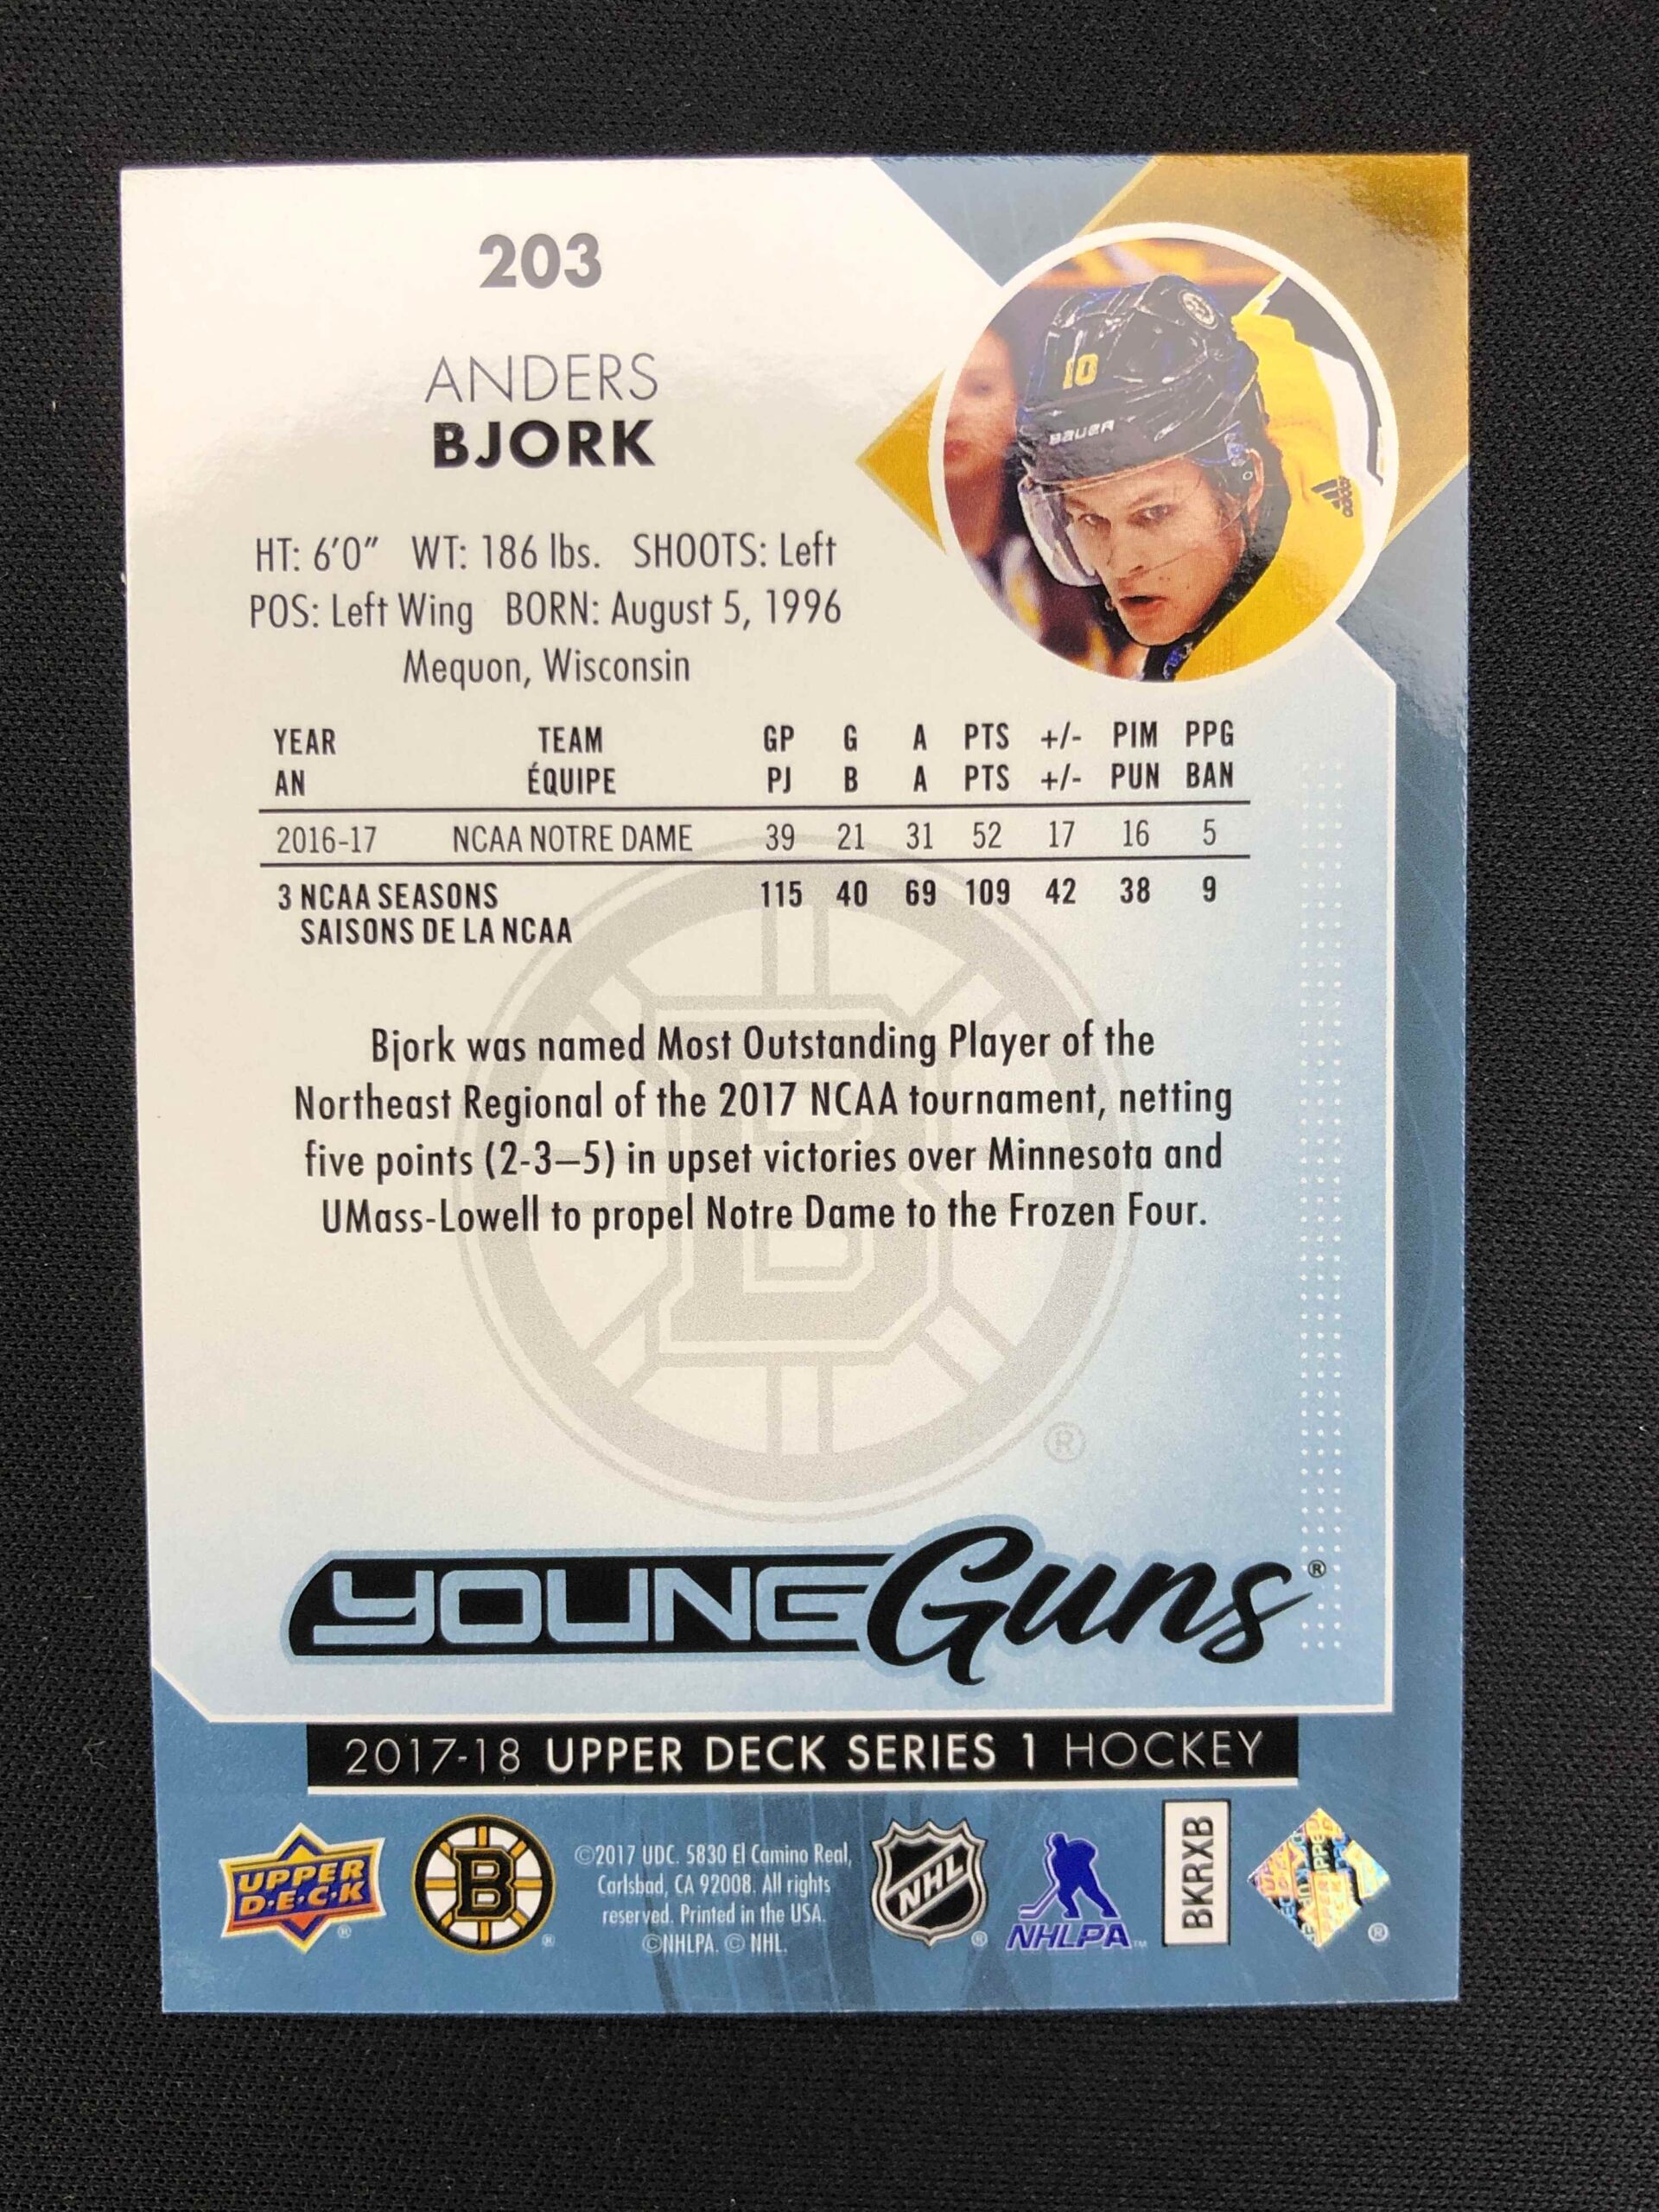 203
ANDERS
BJORK
HT: 6'0" WT: 186 lbs. SHOOTS: Left
POS: Left Wing BORN: August 5, 1996
Mequon, Wisconsin
10
BAUER
adidas
YEAR TEAM GP G A PTS +/- PIM PPG
AN ÉQUIPE PJ B A PTS +/- PUN BAN
2016-17 NCAA NOTRE DAME 39 21 31 52 17 16 5
3 NCAA SEASONS 115 40 69 109 42 38 9
SAISONS DE LA NCAA
Bjork was named Most Outstanding Player of the
Northeast Regional of the 2017 NCAA tournament, netting
five points (2-3–5) in upset victories over Minnesota and
UMass-Lowell to propel Notre Dame to the Frozen Four.
B
®
YOUNG Guns®
2017-18 UPPER DECK SERIES 1 HOCKEY
UPPER
D·E·C·K
®
B
®
©2017 UDC. 5830 El Camino Real,
Carlsbad, CA 92008. All rights
reserved. Printed in the USA.
©NHLPA. © NHL.
NHL
®
NHLPA™
BKRXB
®